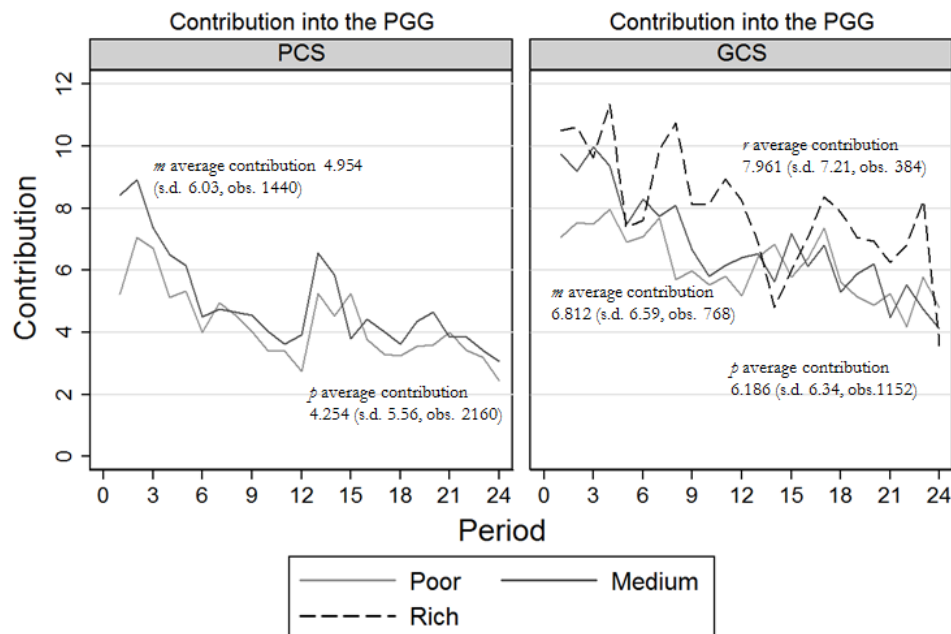 Contribution into the PGG
Contribution into the PGG
PCS
GCS
Contribution
12
10
8
6
4
2
0
m average contribution 4.954
(s.d. 6.03, obs. 1440)
p average contribution
4.254 (s.d. 5.56, obs. 2160)
r average contribution
7.961 (s.d. 7.21, obs. 384)
m average contribution
6.812 (s.d. 6.59, obs. 768)
p average contribution
6.186 (s.d. 6.34, obs.1152)
0 3 6 9 12 15 18 21 24
0 3 6 9 12 15 18 21 24
Period
Poor
Medium
Rich